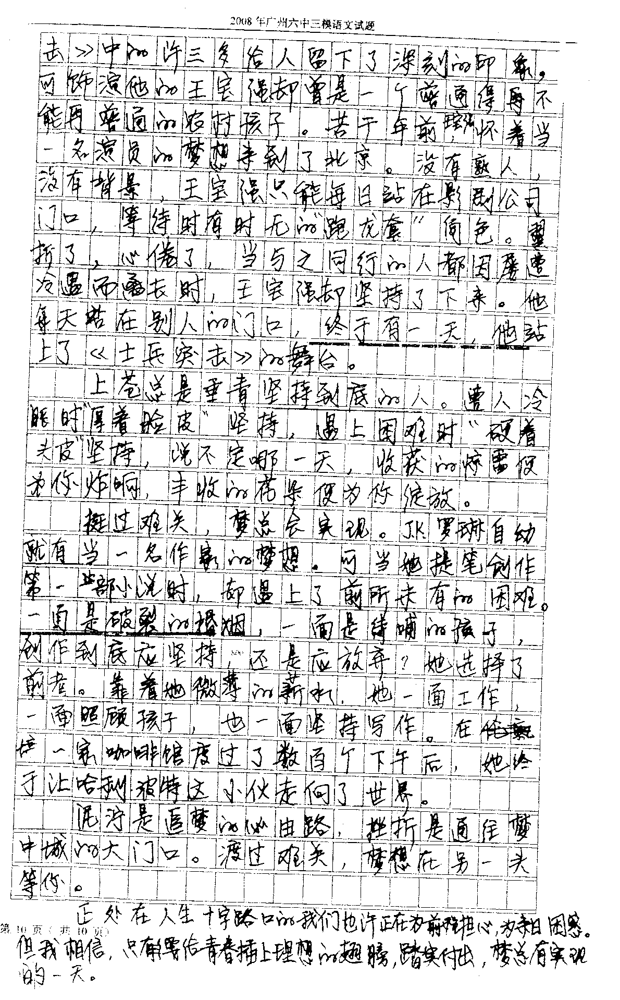 2008年广州六中三模语文试题
击》中的许三多给人留下了深刻的印象。
可饰演他的王宝强却曾是一个普通得再不
能再普通的农村孩子。若干年前,王宝强怀着当
一名演员的梦想来到了北京。没有熟人,
没有背景,王宝强只能每日站在影剧公司
门口,等待时有时无的“跑龙套”角色。翼
折了,心倦了,当与之同行的人都因屡遭
冷遇而离去时,王宝强却坚持了下来。他
每天站在别人的门口,终于有一天,他站
上了《士兵突击》的舞台。
上苍总是垂青坚持到底的人。遭人冷
眼时“厚着脸皮”坚持,遇上困难时“硬着
头皮”坚持,说不定哪一天,收获的惊雷便
为你炸响,丰收的花朵便为你绽放。
挺过难关,梦总会实现。J.K.罗琳自幼
就有当一名作家的梦想。可当她提笔创作
第一部小说时,却遇上了前所未有的困难。
一面是破裂的婚姻,一面是待哺的孩子,
创作到底应坚持,还是应放弃?她选择了
前者。靠着她微薄的薪水,她一面工作,
一面照顾孩子,也一面坚持写作。在
一家咖啡馆度过了数百个下午后,她终
于让哈利波特这小伙走向了世界。
泥泞是追梦的必由路,挫折是通往梦
中城的大门口。渡过难关,梦想在另一头
等你。
正处在人生十字路口的我们也许正在为前程担心,为来日困惑。
第10页(共10页)
但我相信,只要给青春插上理想的翅膀,踏实付出,梦总有实现
的一天。